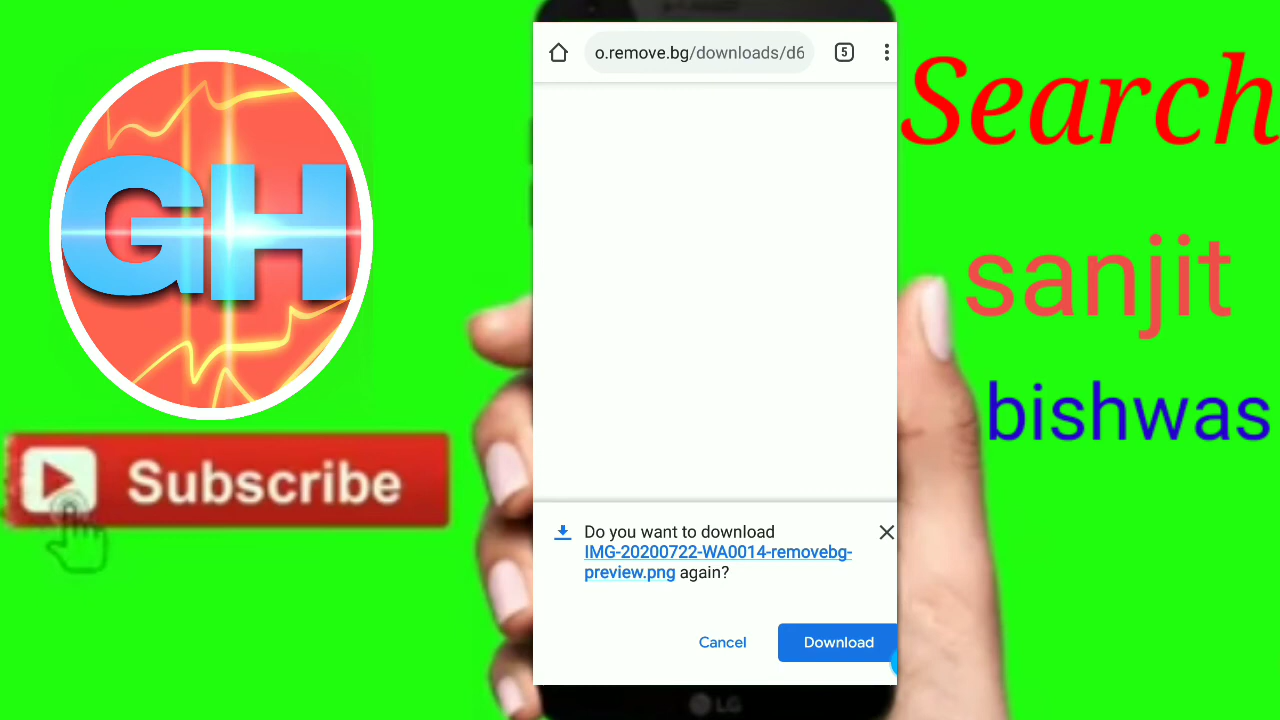 GH
Subscribe
o.remove.bg/downloads/d6
5
Do you want to download
IMG-20200722-WA0014-removebg-
preview.png again?
Cancel
Download
LG
Search
sanjit
bishwas